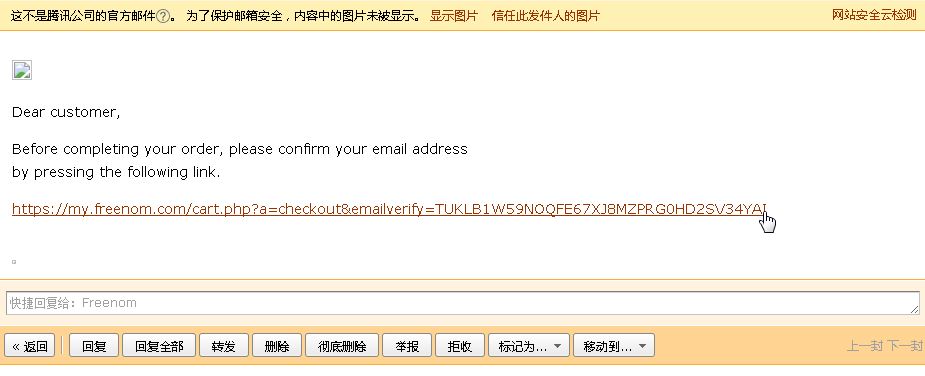 这不是腾讯公司的官方邮件?。 为了保护邮箱安全，内容中的图片未被显示。 显示图片 信任此发件人的图片 网站安全云检测
Dear customer,
Before completing your order, please confirm your email address
by pressing the following link.
https://my.freenom.com/cart.php?a=checkout&emailverify=TUKLB1W59NOQFE67XJ8MZPRG0HD2SV34YAI
快捷回复给：Freenom
« 返回 回复 回复全部 转发 删除 彻底删除 举报 拒收 标记为... 移动到... 上一封 下一封